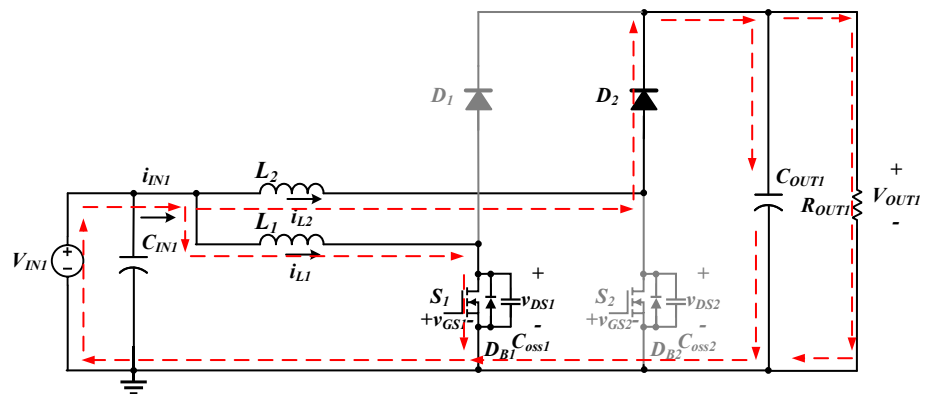 D1
D2
iIN1
L2
iL2
L1
iL1
VIN1
+
−
CIN1
COUT1
ROUT1
+
VOUT1
-
S1
+vGS1-
+
vDS1
-
DB1
Coss1
S2
+vGS2-
+
vDS2
-
DB2
Coss2